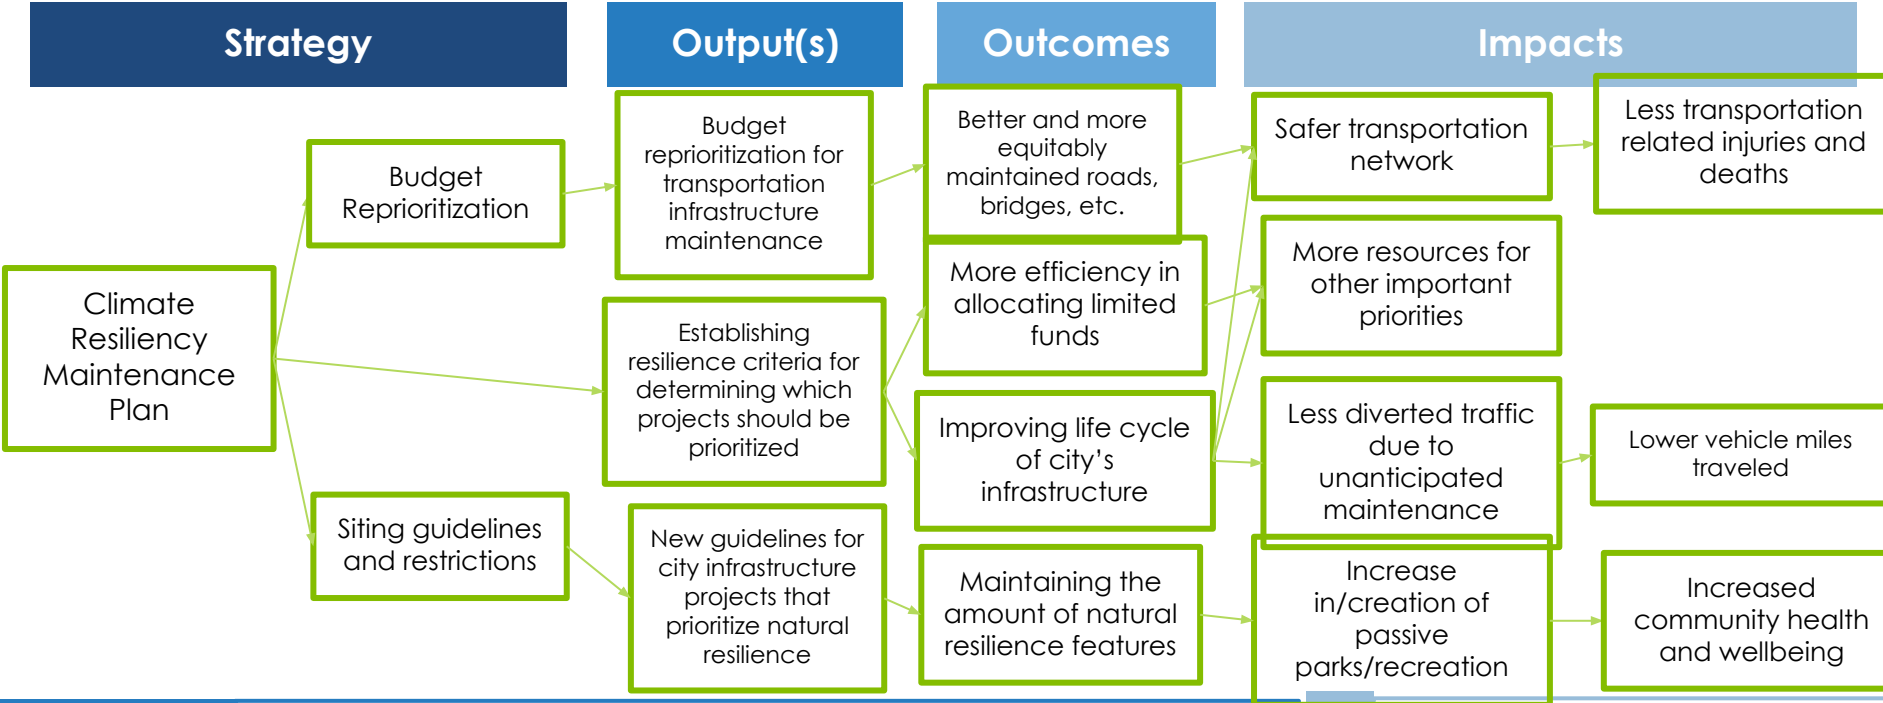 Strategy
Output(s)
Outcomes
Impacts
Climate
Resiliency
Maintenance
Plan
Budget
Reprioritization
Siting guidelines
and restrictions
Budget
reprioritization for
transportation
infrastructure
maintenance
Establishing
resilience criteria for
determining which
projects should be
prioritized
New guidelines for
city infrastructure
projects that
prioritize natural
resilience
Better and more
equitably
maintained roads,
bridges, etc.
More efficiency in
allocating limited
funds
Improving life cycle
of city’s
infrastructure
Maintaining the
amount of natural
resilience features
Safer transportation
network
More resources for
other important
priorities
Less diverted traffic
due to
unanticipated
maintenance
Increase
in/creation of
passive
parks/recreation
Less transportation
related injuries and
deaths
Lower vehicle miles
traveled
Increased
community health
and wellbeing